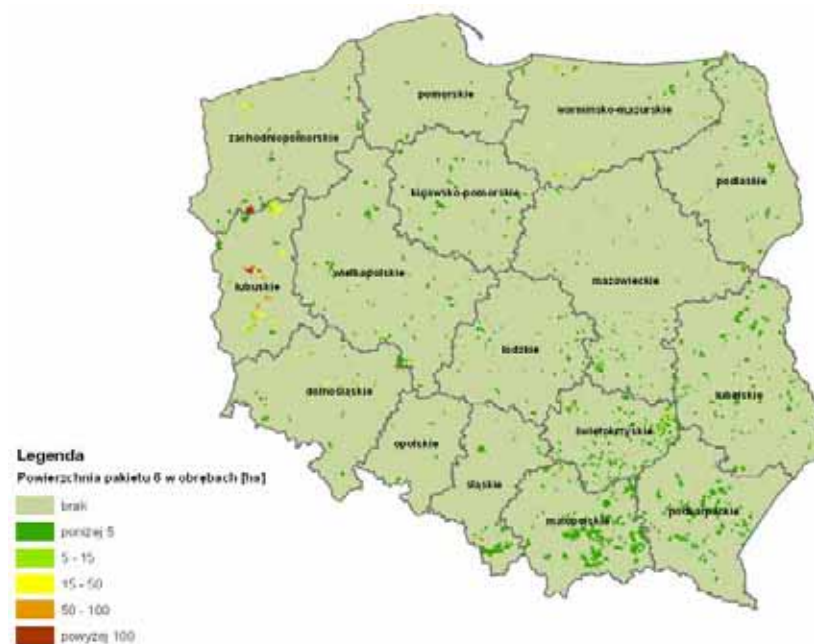 pomorskie
warmińsko-mazurskie
zachodniopomorskie
podlaskie
kujawsko-pomorskie
wielkopolskie
mazowieckie
lubuskie
łódzkie
dolnośląskie
lubelskie
świętokrzyskie
opolskie
śląskie
małopolskie
podkarpackie
Legenda
Powierzchnia pakietu 6 w obrębach [ha]
brak
poniżej 5
5 - 15
15 - 50
50 - 100
powyżej 100